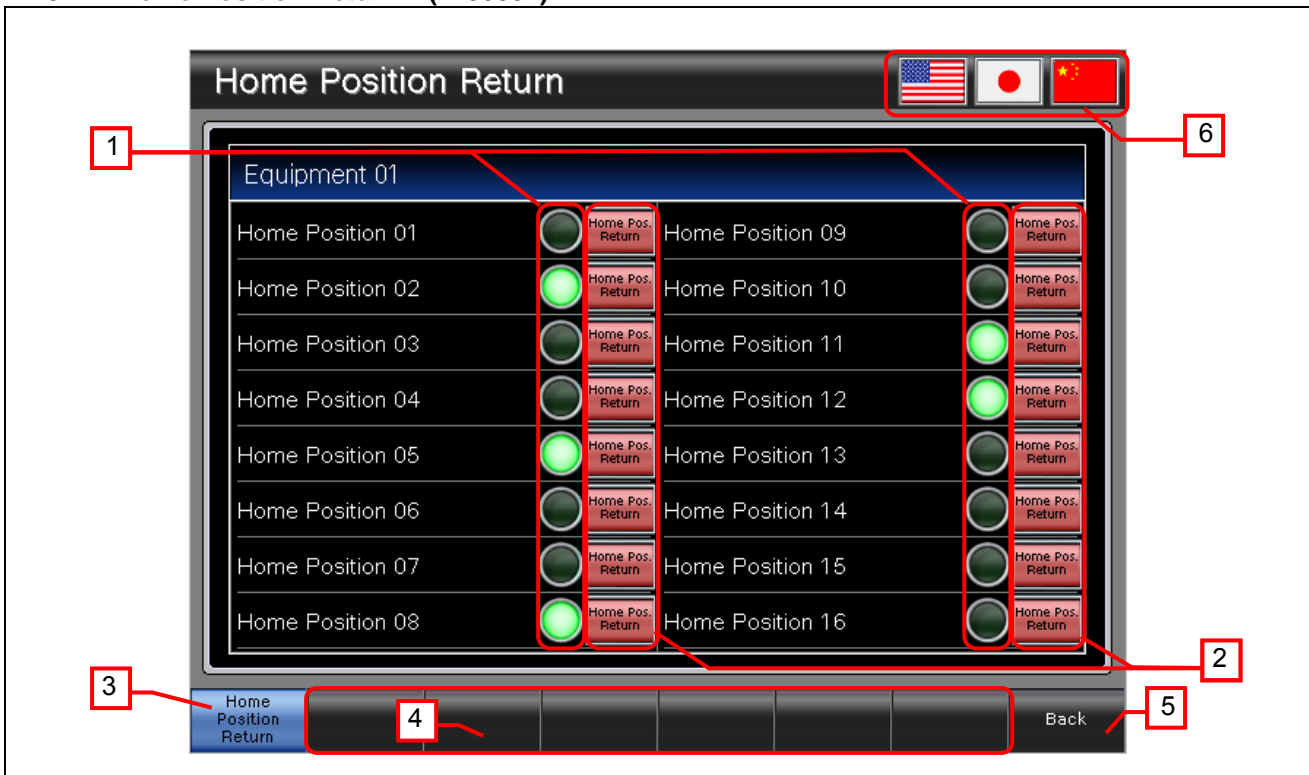 Home Position Return
6
1
Equipment 01
Home Position 01
Home Pos.
Return
Home Position 09
Home Pos.
Return
Home Position 02
Home Pos.
Return
Home Position 10
Home Pos.
Return
Home Position 03
Home Pos.
Return
Home Position 11
Home Pos.
Return
Home Position 04
Home Pos.
Return
Home Position 12
Home Pos.
Return
Home Position 05
Home Pos.
Return
Home Position 13
Home Pos.
Return
Home Position 06
Home Pos.
Return
Home Position 14
Home Pos.
Return
Home Position 07
Home Pos.
Return
Home Position 15
Home Pos.
Return
Home Position 08
Home Pos.
Return
Home Position 16
Home Pos.
Return
2
3
Home
Position
Return
4
Back
5